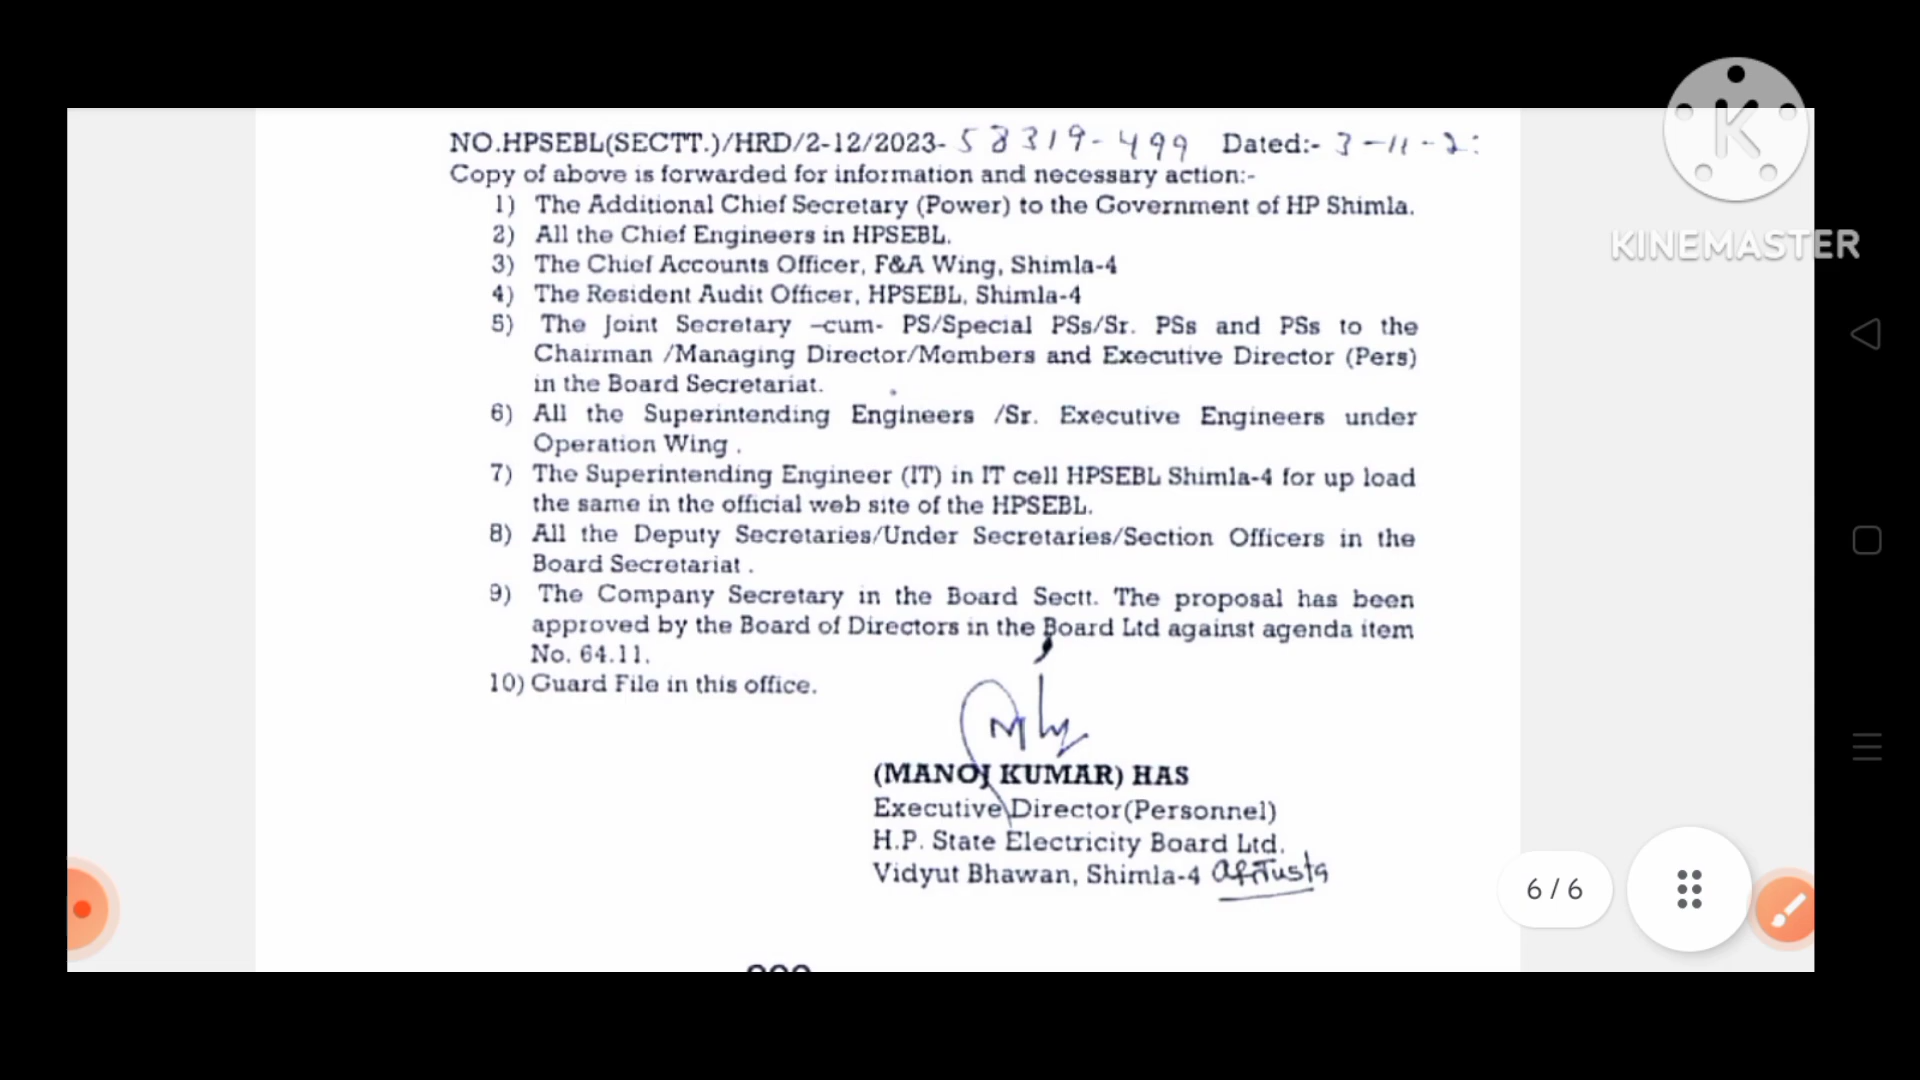 NO.HPSEBL(SECTT.)/HRD/2-12/2023- 58319-499 Dated:- 3-11-2
Copy of above is forwarded for information and necessary action:-
1) The Additional Chief Secretary (Power) to the Government of HP Shimla.
2) All the Chief Engineers in HPSEBL.
3) The Chief Accounts Officer, F&A Wing, Shimla-4
4) The Resident Audit Officer, HPSEBL, Shimla-4
5) The Joint Secretary –cum- PS/Special PSs/Sr. PSs and PSs to the
Chairman /Managing Director/Members and Executive Director (Pers)
in the Board Secretariat.
6) All the Superintending Engineers /Sr. Executive Engineers under
Operation Wing .
7) The Superintending Engineer (IT) in IT cell HPSEBL Shimla-4 for up load
the same in the official web site of the HPSEBL.
8) All the Deputy Secretaries/Under Secretaries/Section Officers in the
Board Secretariat .
9) The Company Secretary in the Board Sectt. The proposal has been
approved by the Board of Directors in the Board Ltd against agenda item
No. 64.11.
10) Guard File in this office.
(MANOJ KUMAR) HAS
Executive Director(Personnel)
H.P. State Electricity Board Ltd.
Vidyut Bhawan, Shimla-4
6 / 6
K
KINEMASTER